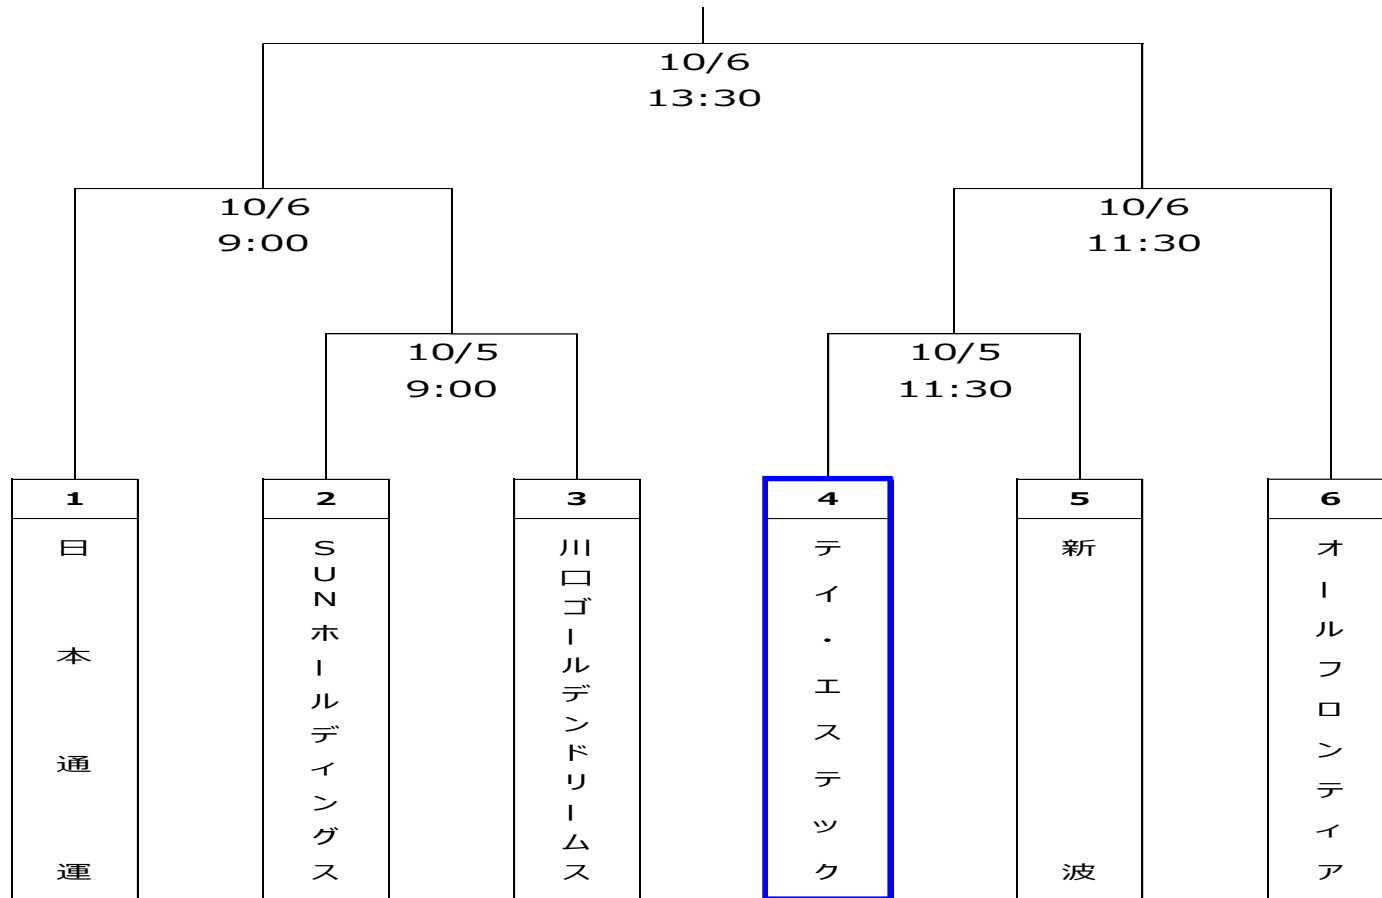 10/6
13:30
10/6
9:00
10/6
11:30
10/5
9:00
10/5
11:30
1
2
3
4
5
6
日本通運
SUNホールディングス
川口ゴールデンドリームス
テイ・エステック
新波
オールフロンティア